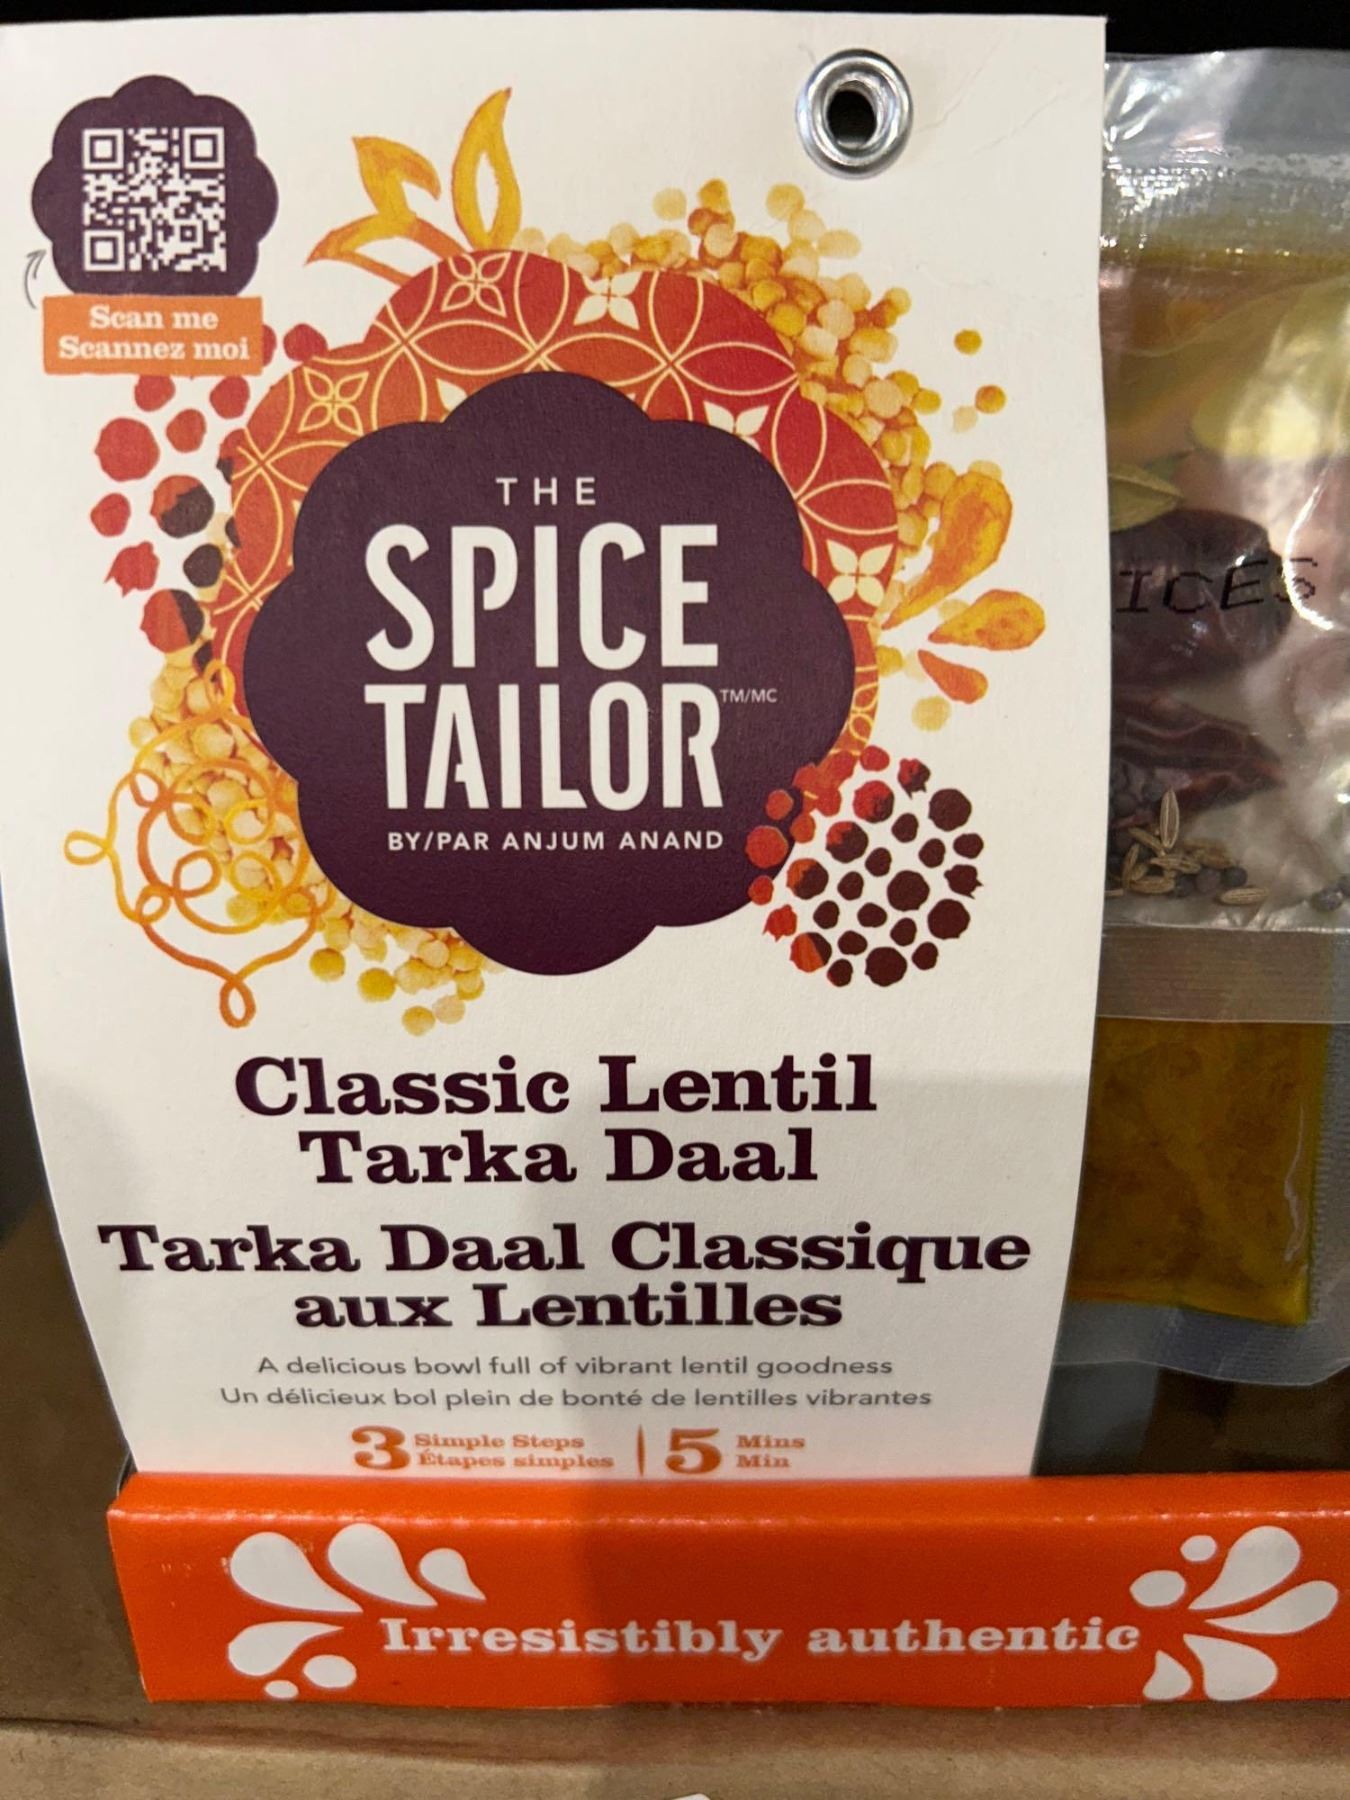 Scan me
Scannez moi
THE
SPICE
TAILOR TM/MC
BY/PAR ANJUM ANAND
ICES
Classic Lentil
Tarka Daal
Tarka Daal Classique
aux Lentilles
A delicious bowl full of vibrant lentil goodness
Un délicieux bol plein de bonté de lentilles vibrantes
3 Simple Steps
Étapes simples
5 Mins
Min
Irresistibly authentic